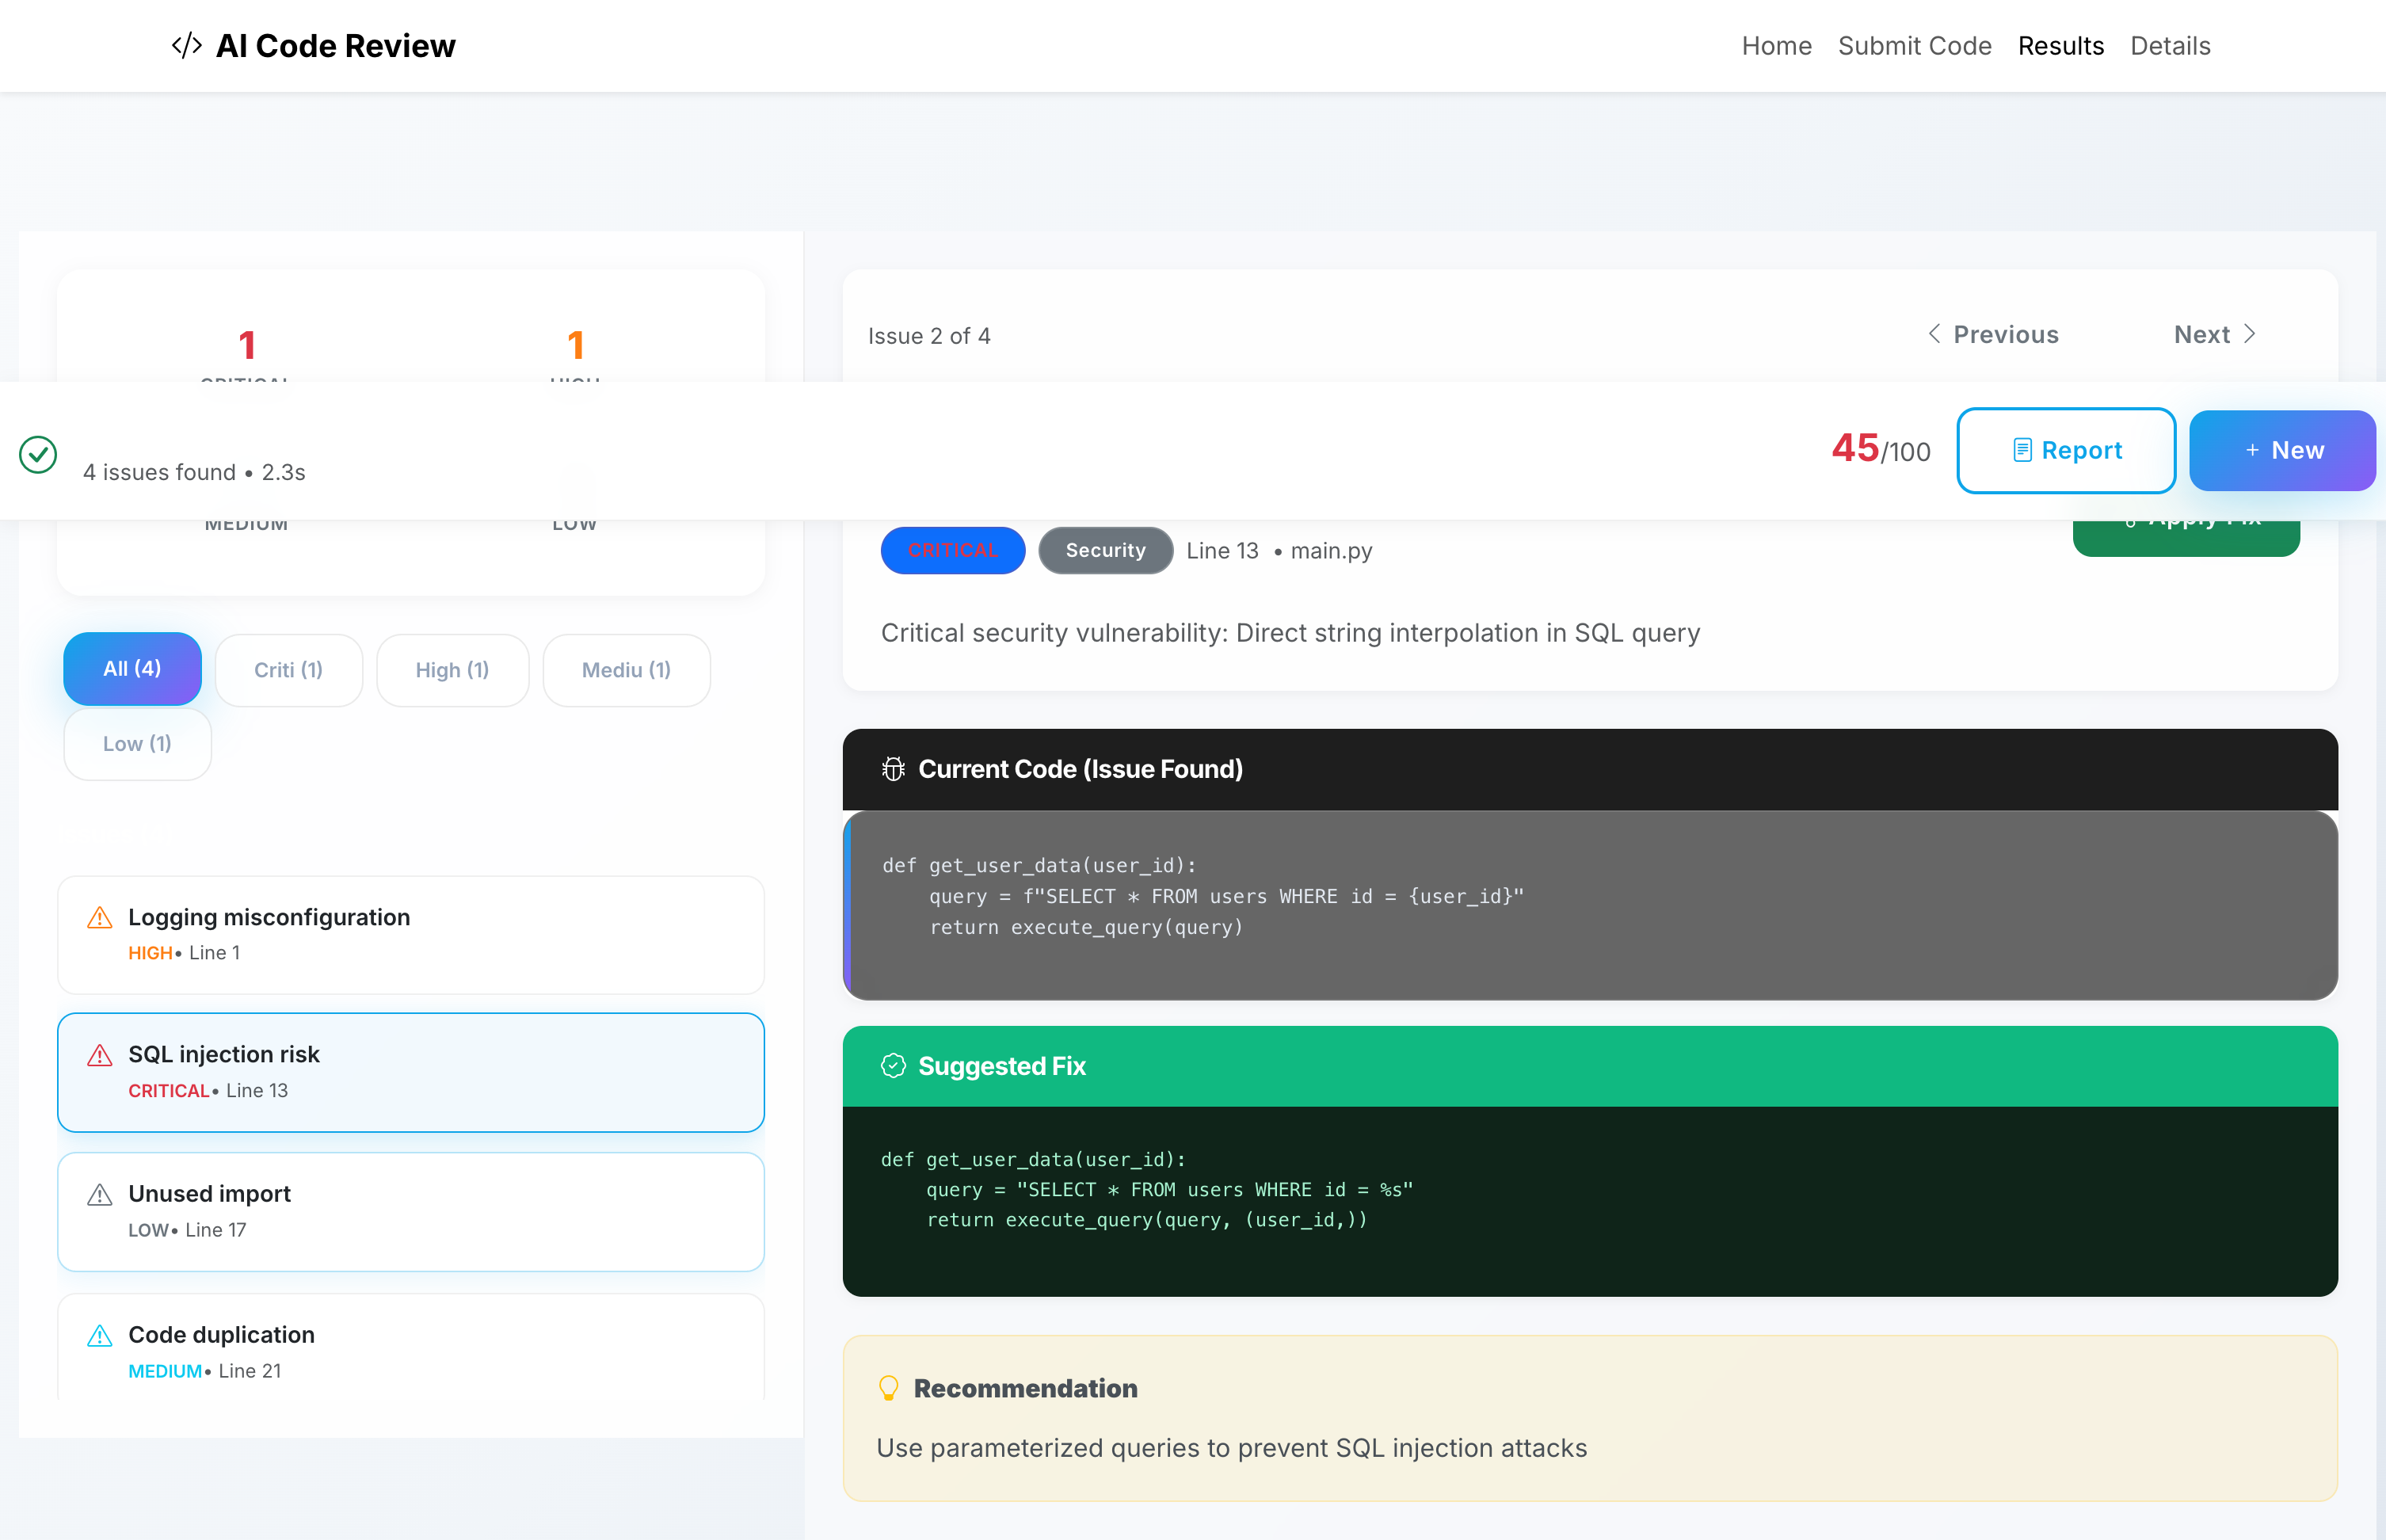 AI Code Review
Home Submit Code Results Details
1 1
CRITICAL HIGH
Issue 2 of 4
Previous Next
4 issues found • 2.3s
45/100
Report
+ New
MEDIUM LOW
Apply Fix
CRITICAL Security Line 13 • main.py
Critical security vulnerability: Direct string interpolation in SQL query
All (4) Criti (1) High (1) Mediu (1)
Low (1)
Logging misconfiguration
HIGH• Line 1
SQL injection risk
CRITICAL• Line 13
Unused import
LOW• Line 17
Code duplication
MEDIUM• Line 21
Current Code (Issue Found)
def get_user_data(user_id):
    query = f"SELECT * FROM users WHERE id = {user_id}"
    return execute_query(query)
Suggested Fix
def get_user_data(user_id):
    query = "SELECT * FROM users WHERE id = %s"
    return execute_query(query, (user_id,))
Recommendation
Use parameterized queries to prevent SQL injection attacks